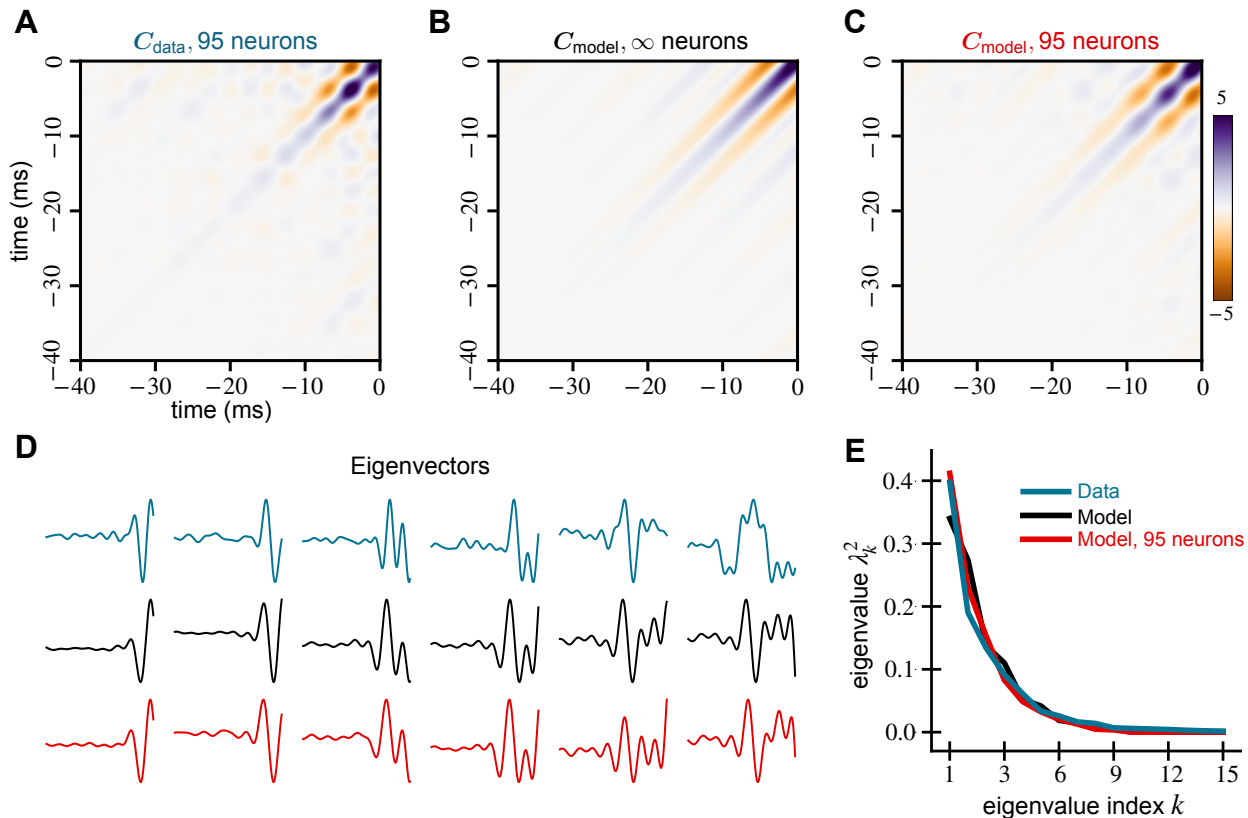 A
C_data, 95 neurons
0
−10
−20
−30
−40
time (ms)
−40 −30 −20 −10 0
time (ms)
B
C_model, ∞ neurons
0
−10
−20
−30
−40
−40 −30 −20 −10 0
C
C_model, 95 neurons
0
−10
−20
−30
−40
−40 −30 −20 −10 0
5
−5
D
Eigenvectors
E
Data
Model
Model, 95 neurons
0.4
0.3
0.2
0.1
0.0
eigenvalue λ_k^2
1 3 6 9 12 15
eigenvalue index k